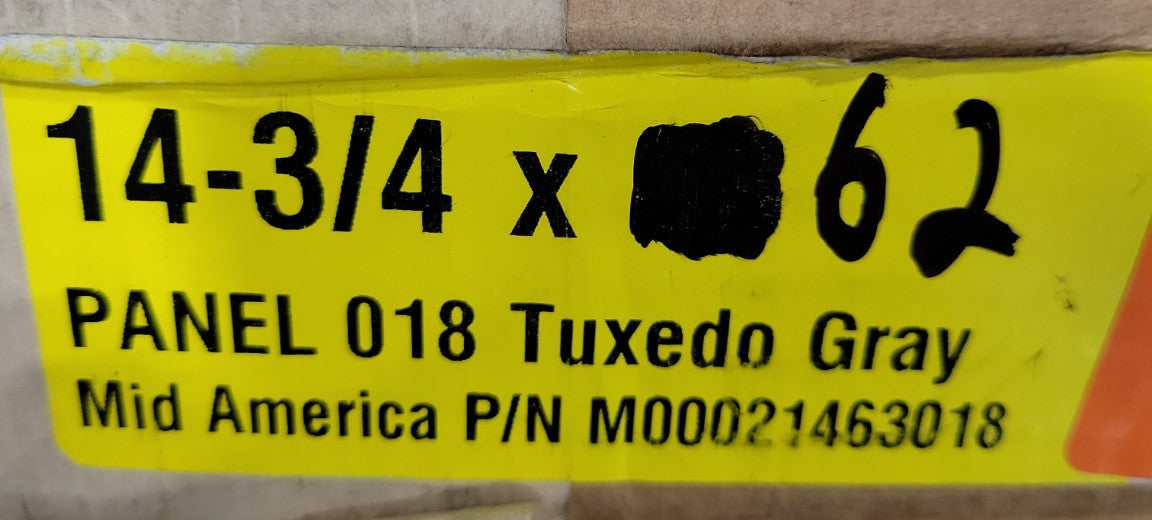 14-3/4 x 62
PANEL 018 Tuxedo Gray
Mid America P/N M00021463018